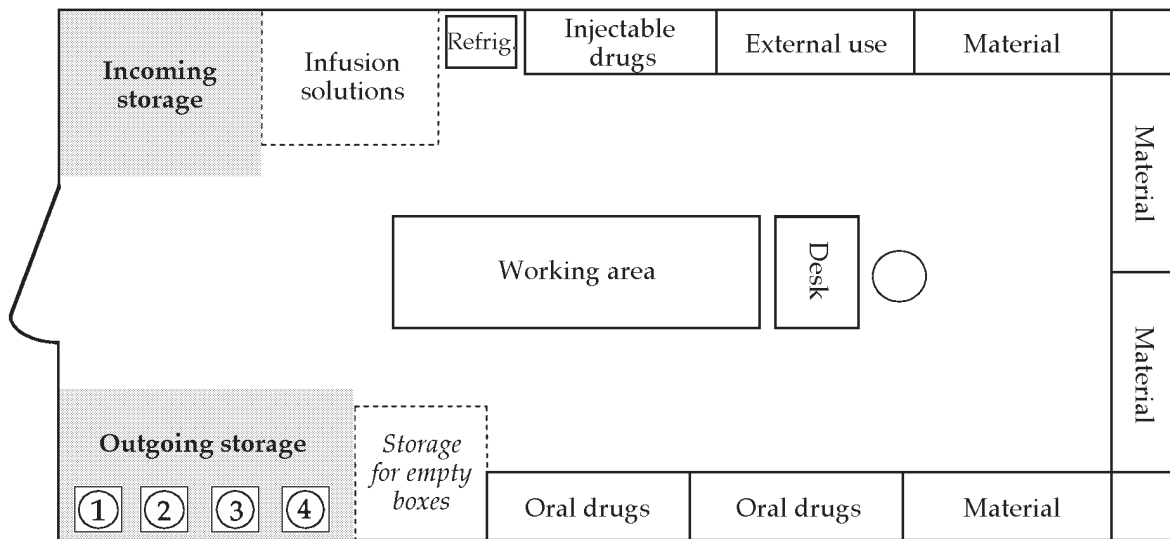 Incoming
storage
Infusion
solutions
Refrig.
Injectable
drugs
External use
Material
Material
Working area
Desk
Material
Outgoing storage
1 2 3 4
Storage
for empty
boxes
Oral drugs
Oral drugs
Material